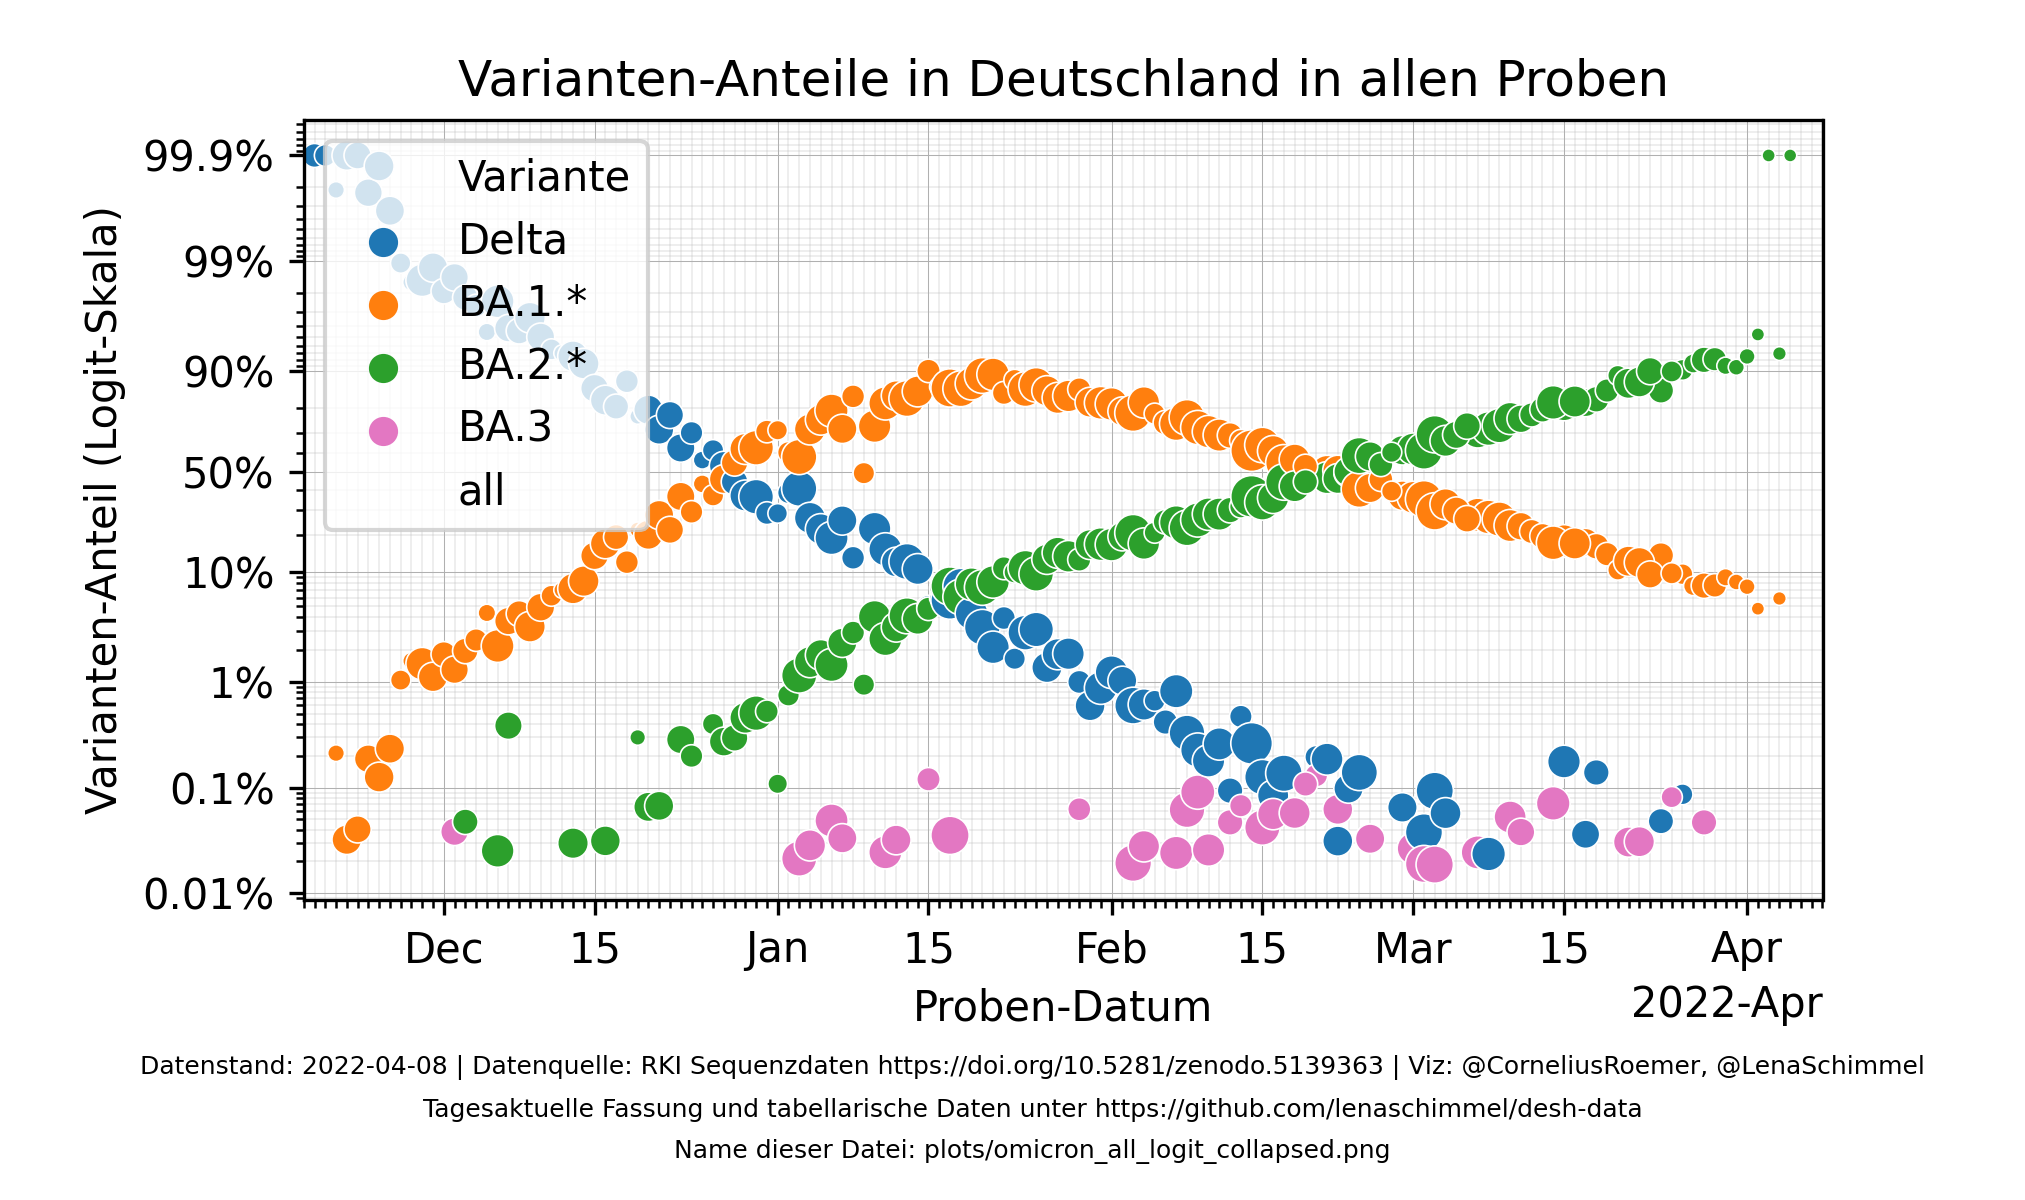 Varianten-Anteile in Deutschland in allen Proben
Varianten-Anteil (Logit-Skala)
99.9%
99%
90%
50%
10%
1%
0.1%
0.01%
Variante
Delta
BA.1.*
BA.2.*
BA.3
all
Dec 15 Jan 15 Feb 15 Mar 15 Apr
Proben-Datum
2022-Apr
Datenstand: 2022-04-08 | Datenquelle: RKI Sequenzdaten https://doi.org/10.5281/zenodo.5139363 | Viz: @CorneliusRoemer, @LenaSchimmel
Tagesaktuelle Fassung und tabellarische Daten unter https://github.com/lenaschimmel/desh-data
Name dieser Datei: plots/omicron_all_logit_collapsed.png